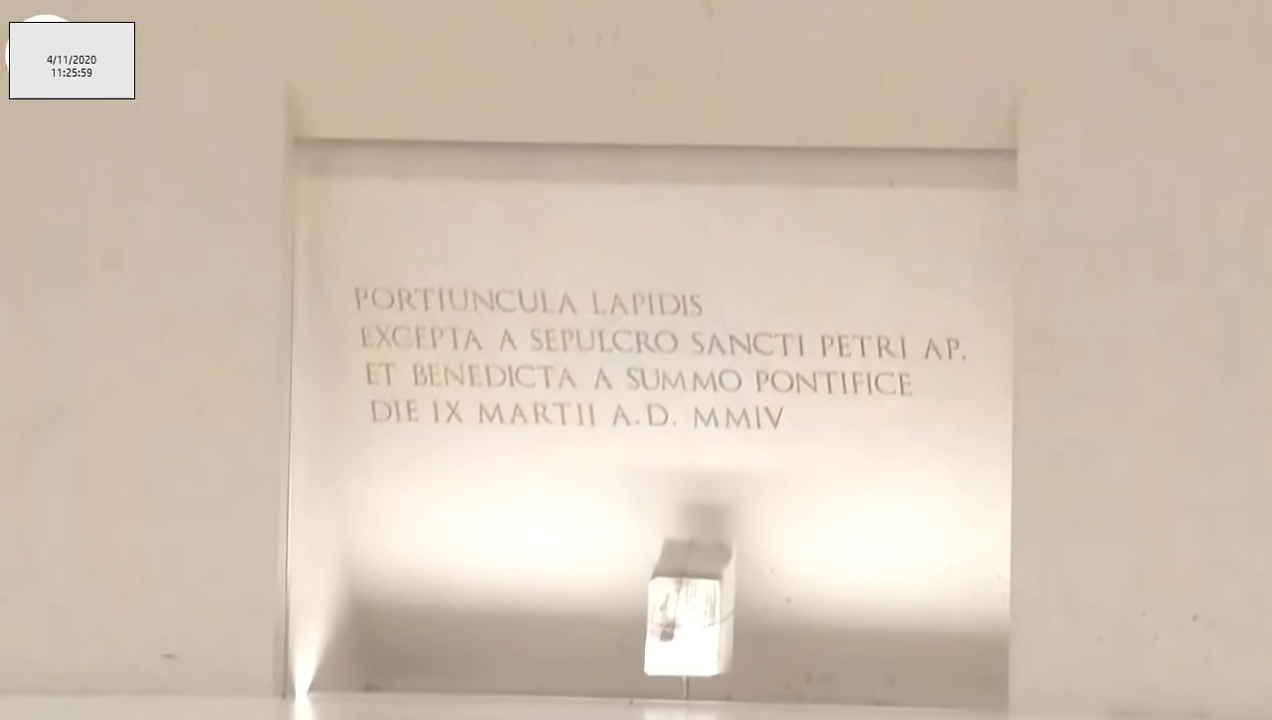 4/11/2020
11:25:59
PORTIUNCULA LAPIDIS
EXCEPTA A SEPULCRO SANCTI PETRI AP.
ET BENEDICTA A SUMMO PONTIFICE
DIE IX MARTII A.D. MMIV